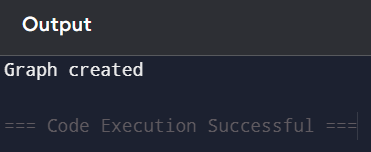 Output
Graph created
=== Code Execution Successful ===